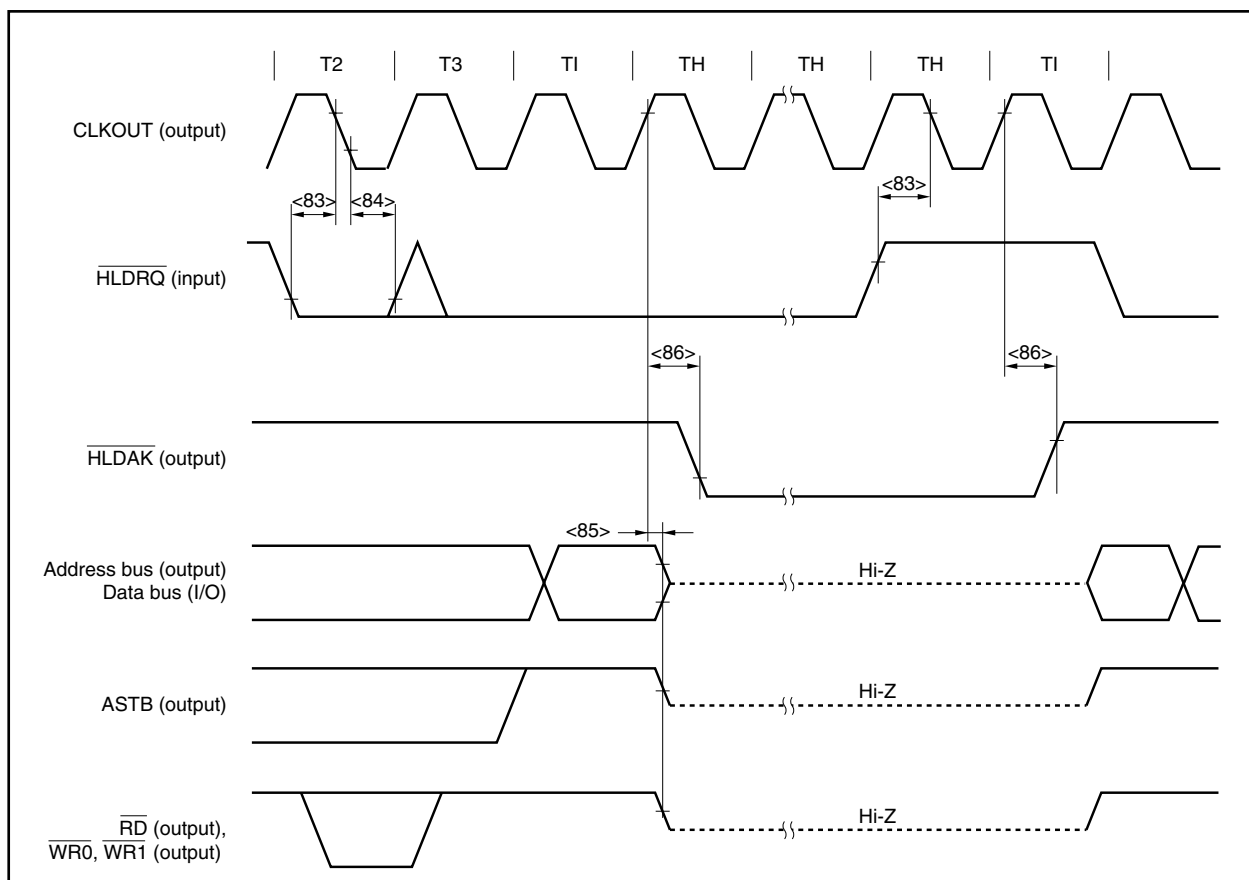 T2 T3 TI TH TH TH TI
CLKOUT (output)
<83> <84> <83>
HLDRQ (input)
<86> <86>
HLDAK (output)
<85>
Address bus (output)
Data bus (I/O)
Hi-Z
ASTB (output)
Hi-Z
RD (output),
WR0, WR1 (output)
Hi-Z